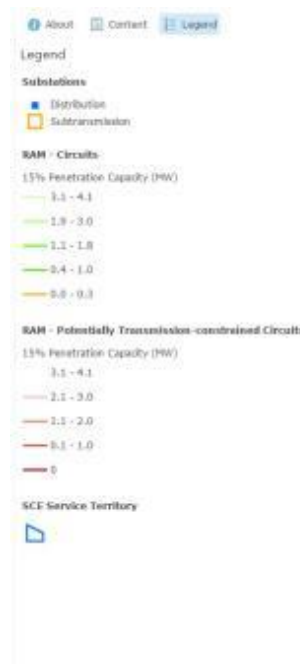 About Content Legend
Legend
Substations
Distribution
Subtransmission
RAM - Circuits
15% Penetration Capacity (MW)
3.1 - 4.1
1.9 - 3.0
1.1 - 1.8
0.4 - 1.0
0.0 - 0.3
RAM - Potentially Transmission-constrained Circuits
15% Penetration Capacity (MW)
3.1 - 4.1
2.1 - 3.0
1.1 - 2.0
0.1 - 1.0
0
SCE Service Territory